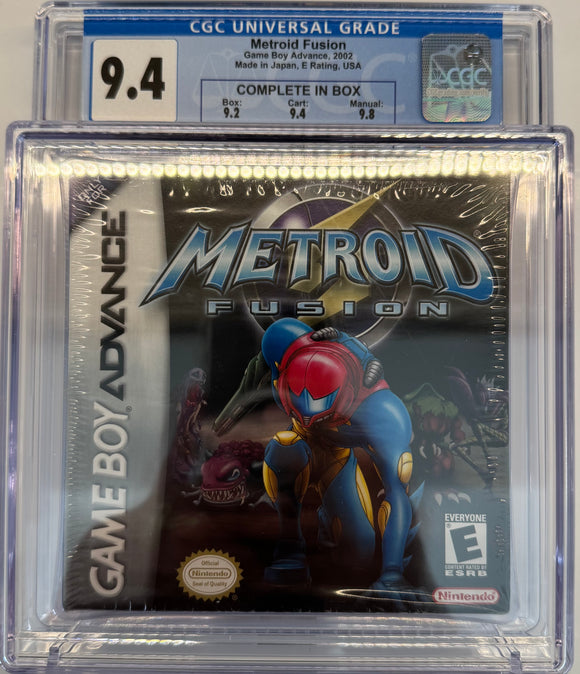 CGC UNIVERSAL GRADE
9.4
Metroid Fusion
Game Boy Advance, 2002
Made in Japan, E Rating, USA
COMPLETE IN BOX
Box: Cart: Manual:
9.2 9.4 9.8
CGC
ONLY FOR
GAME BOY ADVANCE
METROID
FUSION
Official
Nintendo
Seal of Quality
EVERYONE
E
CONTENT RATED BY
ESRB
Nintendo